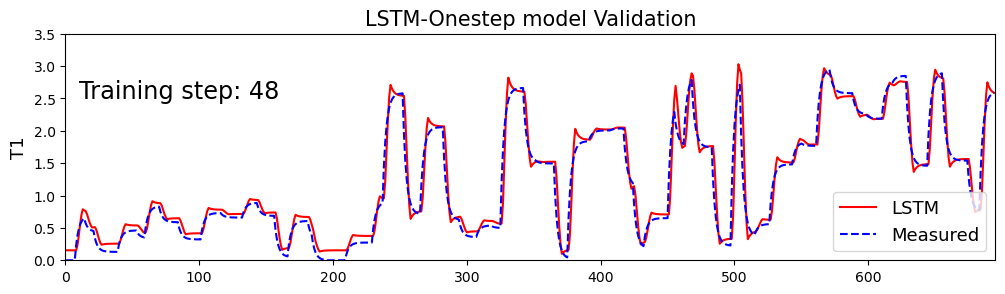 LSTM-Onestep model Validation
3.5
3.0
2.5
2.0
1.5
1.0
0.5
0.0
T1
Training step: 48
LSTM
Measured
0 100 200 300 400 500 600